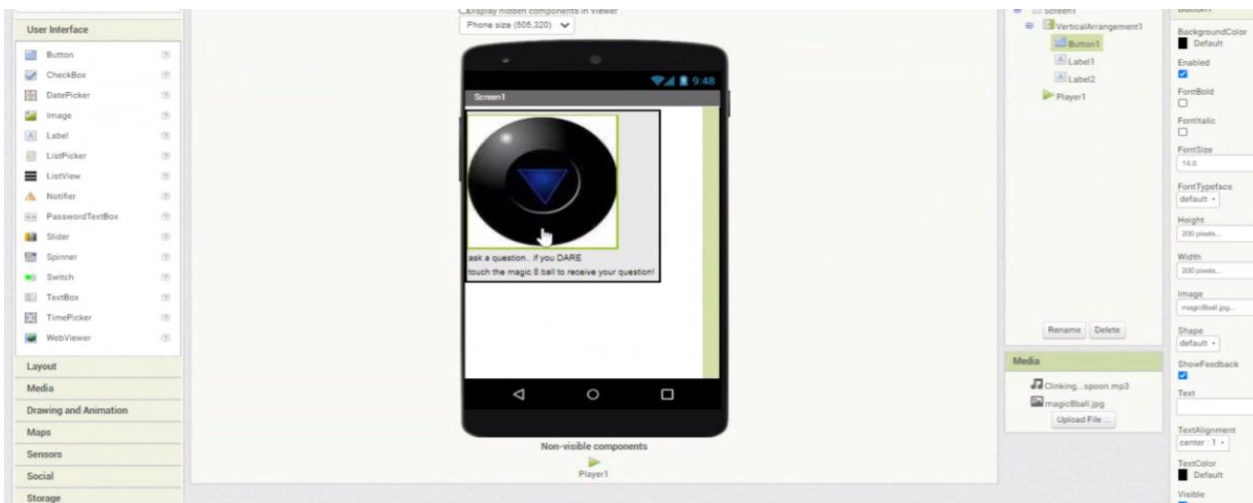 Display hidden components in Viewer
Phone size (505,320)
User Interface
Button
CheckBox
DatePicker
Image
Label
ListPicker
ListView
Notifier
PasswordTextBox
Slider
Spinner
Switch
TextBox
TimePicker
WebViewer
Layout
Media
Drawing and Animation
Maps
Sensors
Social
Storage
9:48
Screen1
ask a question.. if you DARE
touch the magic 8 ball to receive your question!
Non-visible components
Player1
Screen1
VerticalArrangement1
Button1
Label1
Label2
Player1
Rename Delete
Media
Clinking...spoon.mp3
magic8ball.jpg
Upload File ...
Button1
BackgroundColor
Default
Enabled
FontBold
FontItalic
FontSize
14.0
FontTypeface
default
Height
200 pixels...
Width
200 pixels...
Image
magic8ball.jpg...
Shape
default
ShowFeedback
Text
TextAlignment
center : 1
TextColor
Default
Visible